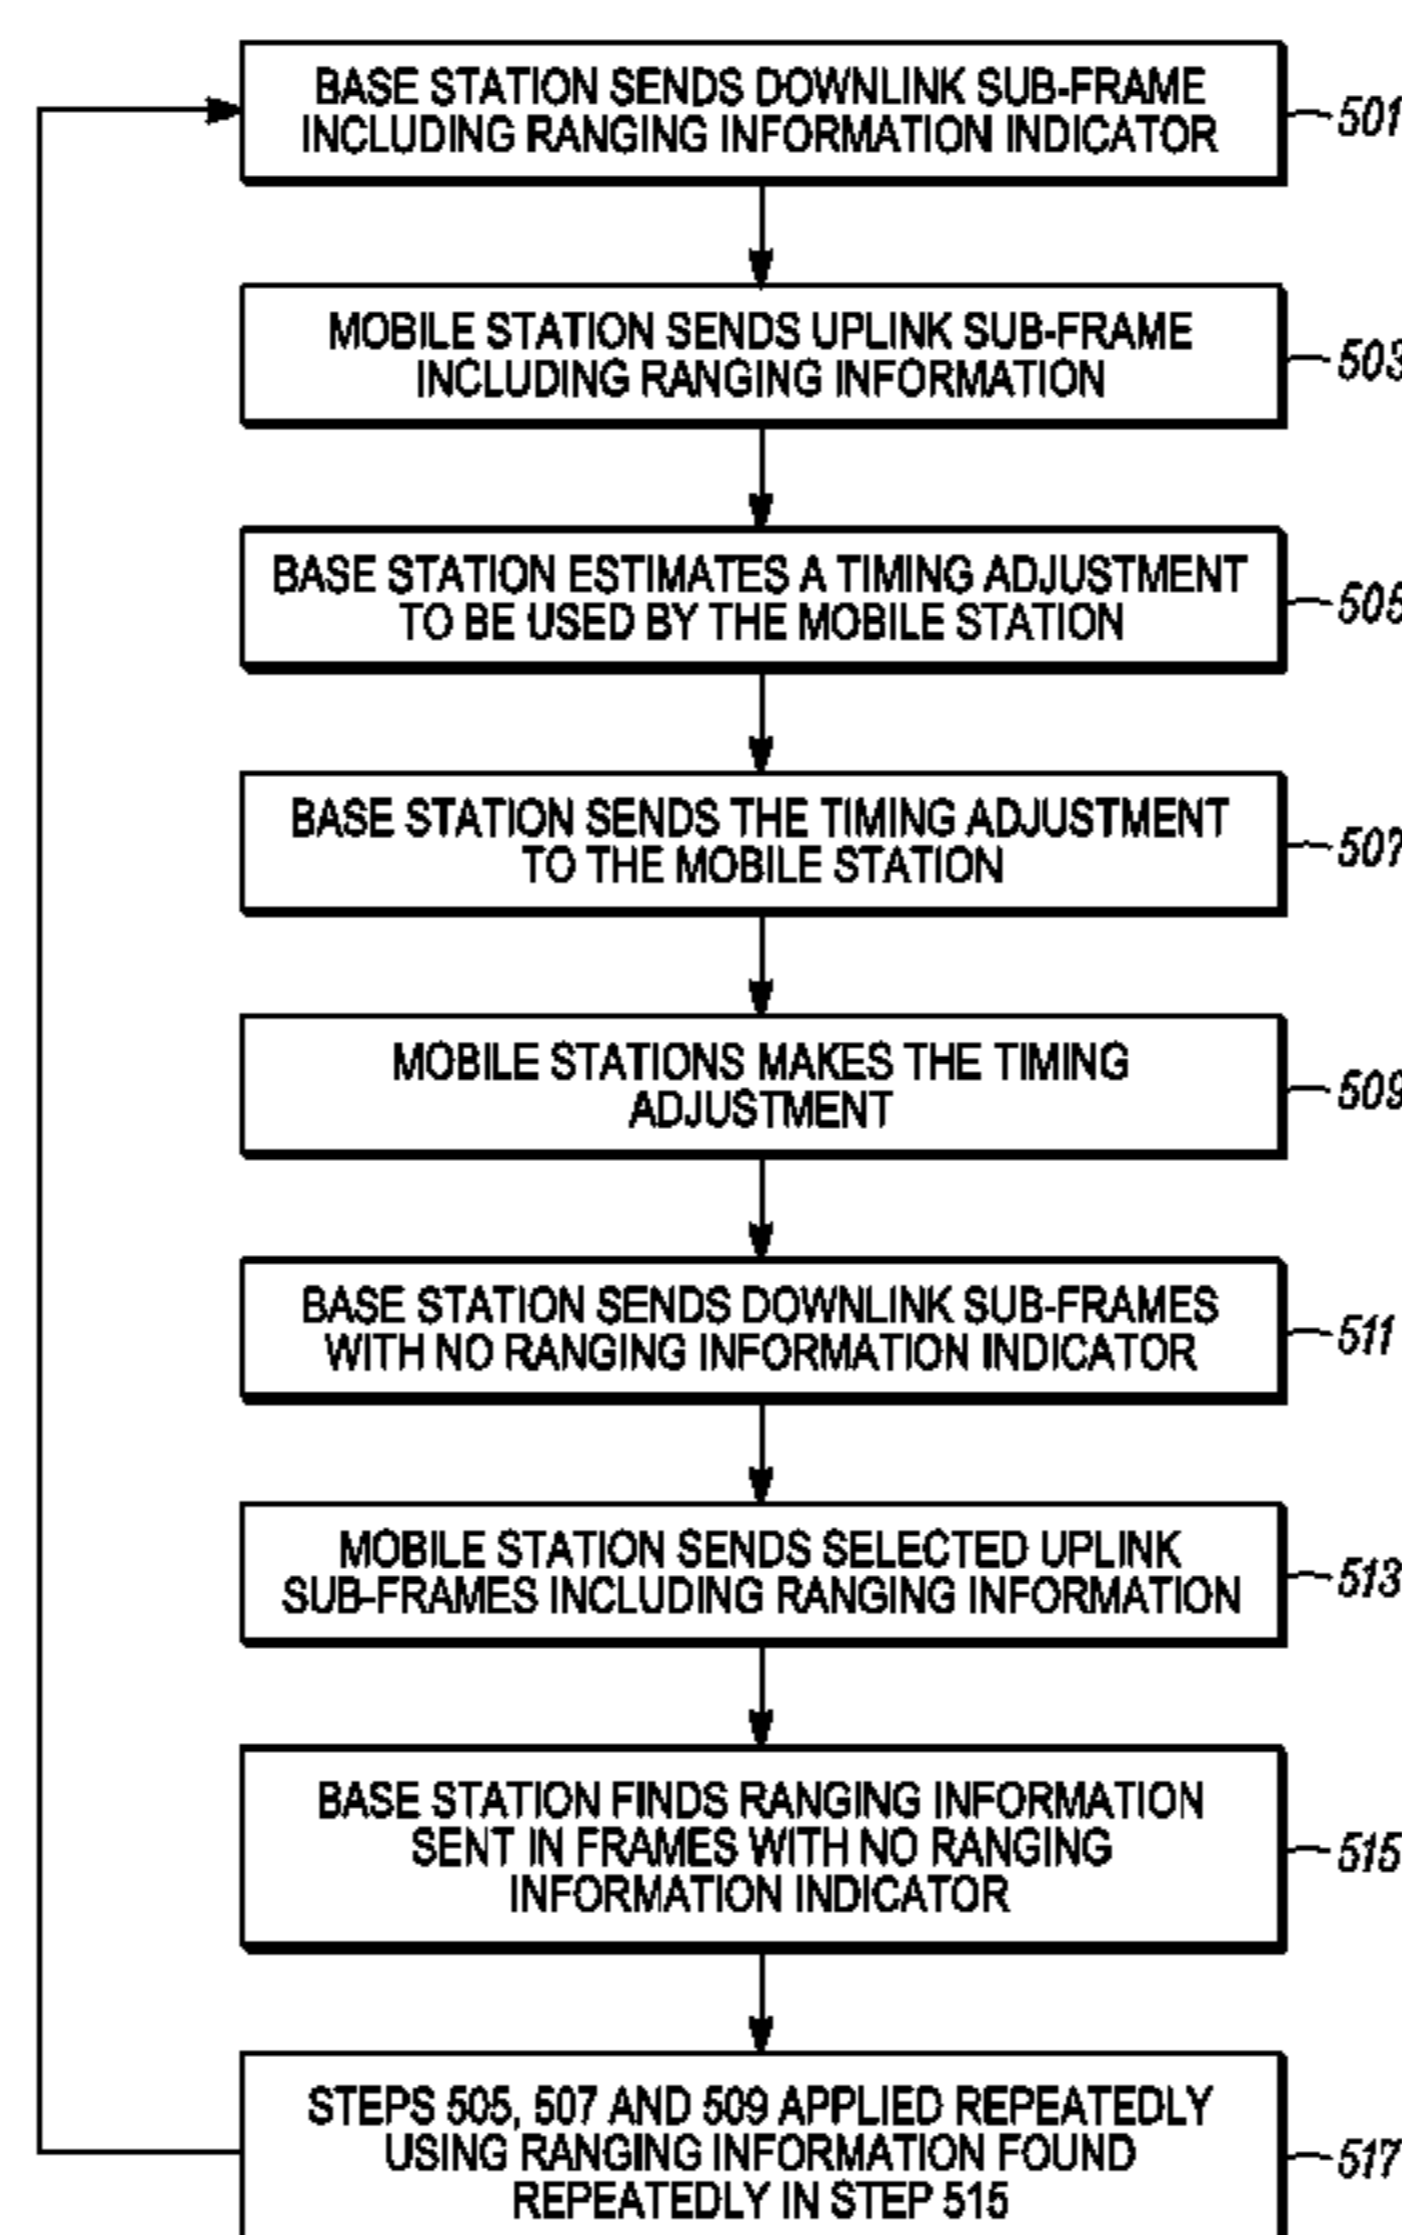 BASE STATION SENDS DOWNLINK SUB-FRAME
INCLUDING RANGING INFORMATION INDICATOR
501
MOBILE STATION SENDS UPLINK SUB-FRAME
INCLUDING RANGING INFORMATION
503
BASE STATION ESTIMATES A TIMING ADJUSTMENT
TO BE USED BY THE MOBILE STATION
505
BASE STATION SENDS THE TIMING ADJUSTMENT
TO THE MOBILE STATION
507
MOBILE STATIONS MAKES THE TIMING
ADJUSTMENT
509
BASE STATION SENDS DOWNLINK SUB-FRAMES
WITH NO RANGING INFORMATION INDICATOR
511
MOBILE STATION SENDS SELECTED UPLINK
SUB-FRAMES INCLUDING RANGING INFORMATION
513
BASE STATION FINDS RANGING INFORMATION
SENT IN FRAMES WITH NO RANGING
INFORMATION INDICATOR
515
STEPS 505, 507 AND 509 APPLIED REPEATEDLY
USING RANGING INFORMATION FOUND
REPEATEDLY IN STEP 515
517